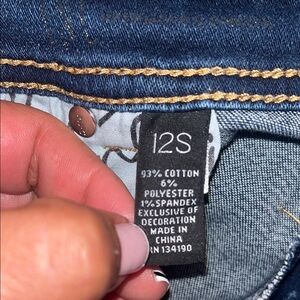 12S
93% COTTON
6%
POLYESTER
1% SPANDEX
EXCLUSIVE OF
DECORATION
MADE IN
CHINA
RN 134190